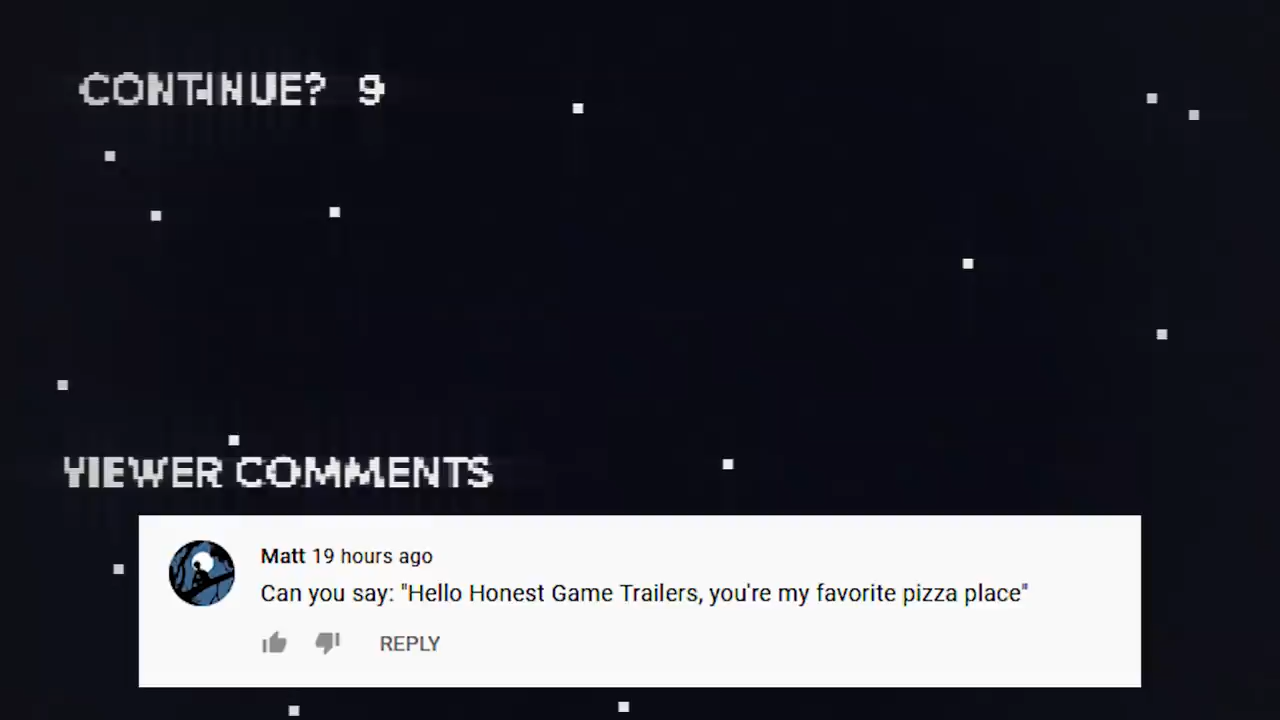 CONTINUE? 9
VIEWER COMMENTS
Matt 19 hours ago
Can you say: "Hello Honest Game Trailers, you're my favorite pizza place"
REPLY